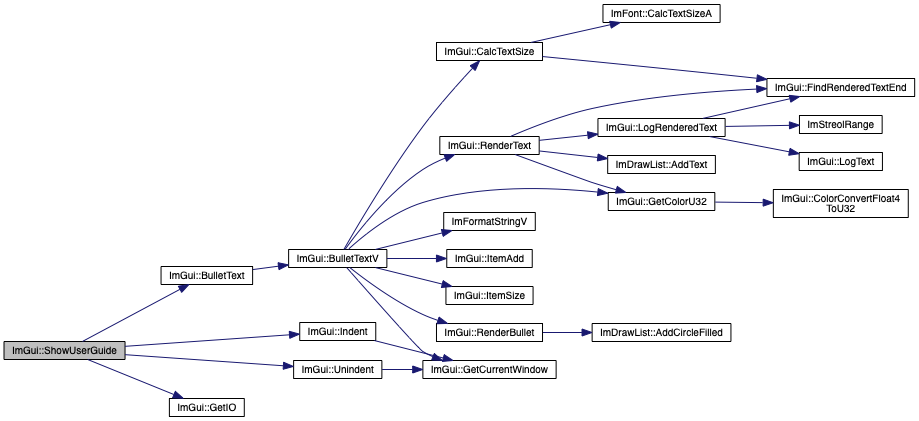 ImFont::CalcTextSizeA
ImGui::CalcTextSize
ImGui::FindRenderedTextEnd
ImGui::LogRenderedText
ImStreolRange
ImGui::RenderText
ImGui::LogText
ImDrawList::AddText
ImGui::GetColorU32
ImGui::ColorConvertFloat4
ToU32
ImFormatStringV
ImGui::BulletTextV
ImGui::ItemAdd
ImGui::BulletText
ImGui::ItemSize
ImGui::Indent
ImGui::RenderBullet
ImDrawList::AddCircleFilled
ImGui::ShowUserGuide
ImGui::Unindent
ImGui::GetCurrentWindow
ImGui::GetIO